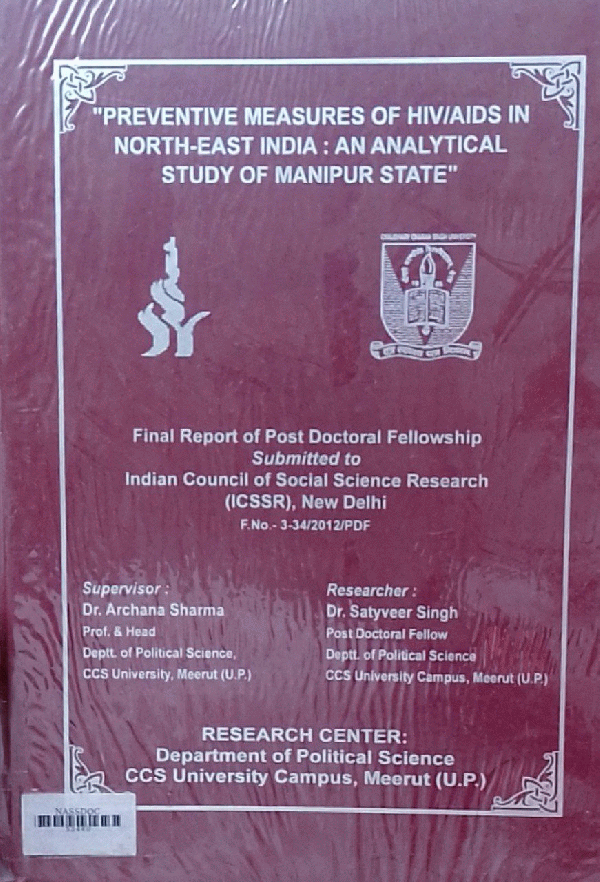 "PREVENTIVE MEASURES OF HIV/AIDS IN
NORTH-EAST INDIA : AN ANALYTICAL
STUDY OF MANIPUR STATE"
CHAUDHARY CHARAN SINGH UNIVERSITY
Final Report of Post Doctoral Fellowship
Submitted to
Indian Council of Social Science Research
(ICSSR), New Delhi
F.No.- 3-34/2012/PDF
Supervisor :
Dr. Archana Sharma
Prof. & Head
Deptt. of Political Science,
CCS University, Meerut (U.P.)
Researcher :
Dr. Satyveer Singh
Post Doctoral Fellow
Deptt. of Political Science
CCS University Campus, Meerut (U.P.)
RESEARCH CENTER:
Department of Political Science
CCS University Campus, Meerut (U.P.)
NASSDOC